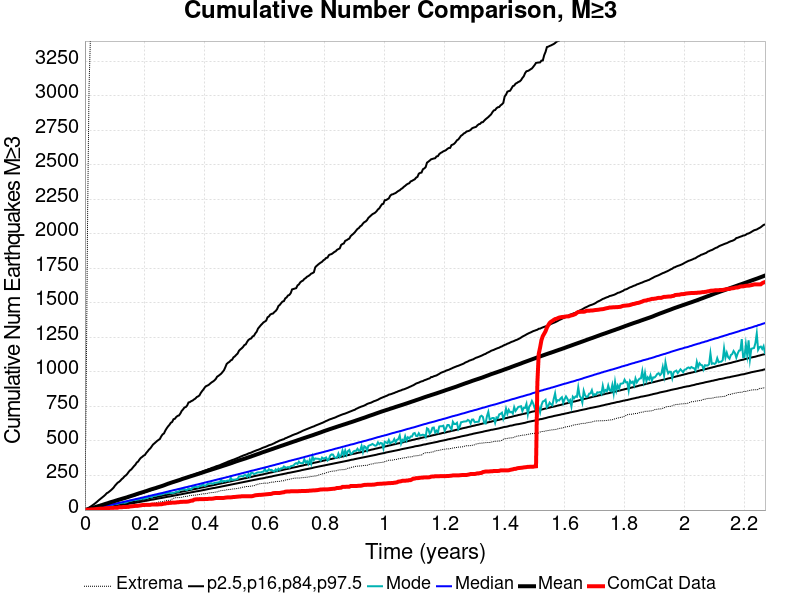 Cumulative Number Comparison, M≥3
Cumulative Num Earthquakes M≥3
3250
3000
2750
2500
2250
2000
1750
1500
1250
1000
750
500
250
0
0 0.2 0.4 0.6 0.8 1 1.2 1.4 1.6 1.8 2 2.2
Time (years)
Extrema p2.5,p16,p84,p97.5 Mode Median Mean ComCat Data